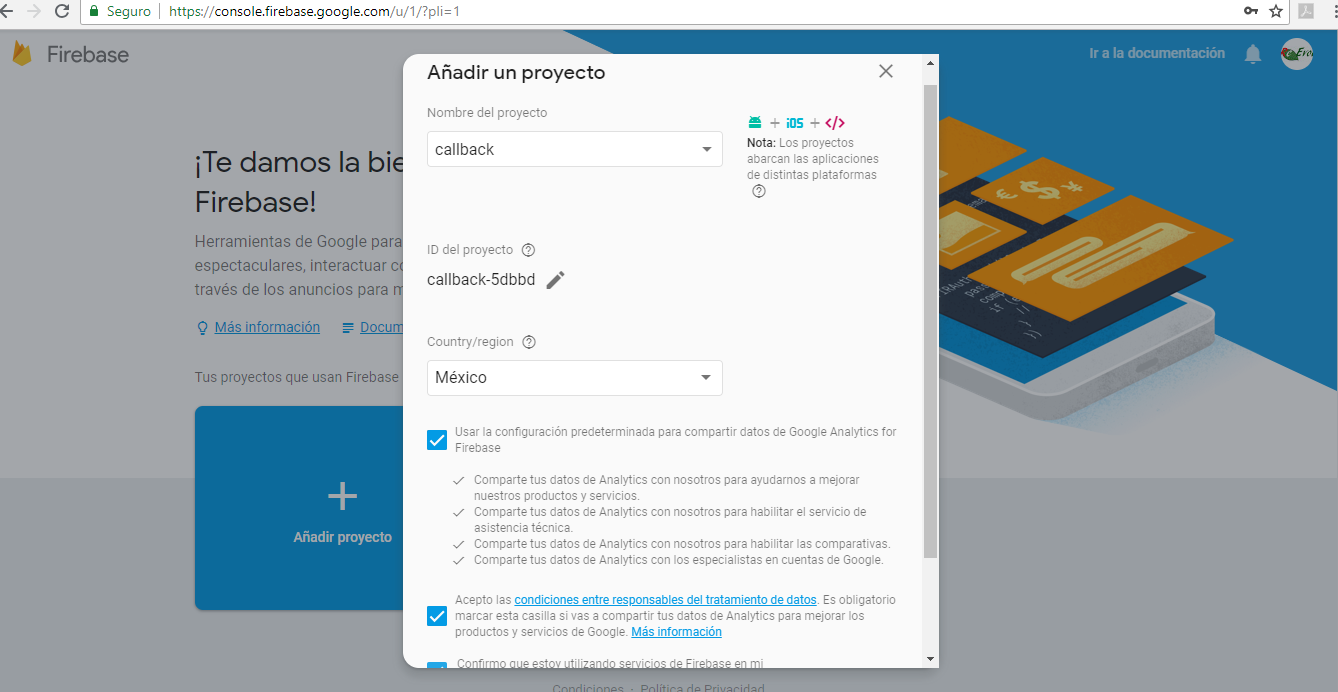 Seguro
https://console.firebase.google.com/u/1/?pli=1
Firebase
Ir a la documentación
Evol
¡Te damos la bie
Firebase!
Herramientas de Google para
espectaculares, interactuar co
través de los anuncios para m
Más información
Docum
Tus proyectos que usan Firebase
+
Añadir proyecto
Añadir un proyecto
Nombre del proyecto
callback
+ iOS + </>
Nota: Los proyectos
abarcan las aplicaciones
de distintas plataformas
?
ID del proyecto ?
callback-5dbbd
Country/region ?
México
Usar la configuración predeterminada para compartir datos de Google Analytics for
Firebase
Comparte tus datos de Analytics con nosotros para ayudarnos a mejorar
nuestros productos y servicios.
Comparte tus datos de Analytics con nosotros para habilitar el servicio de
asistencia técnica.
Comparte tus datos de Analytics con nosotros para habilitar las comparativas.
Comparte tus datos de Analytics con los especialistas en cuentas de Google.
Acepto las condiciones entre responsables del tratamiento de datos. Es obligatorio
marcar esta casilla si vas a compartir tus datos de Analytics para mejorar los
productos y servicios de Google. Más información
Confirmo que estoy utilizando servicios de Firebase en mi
Condiciones · Política de Privacidad